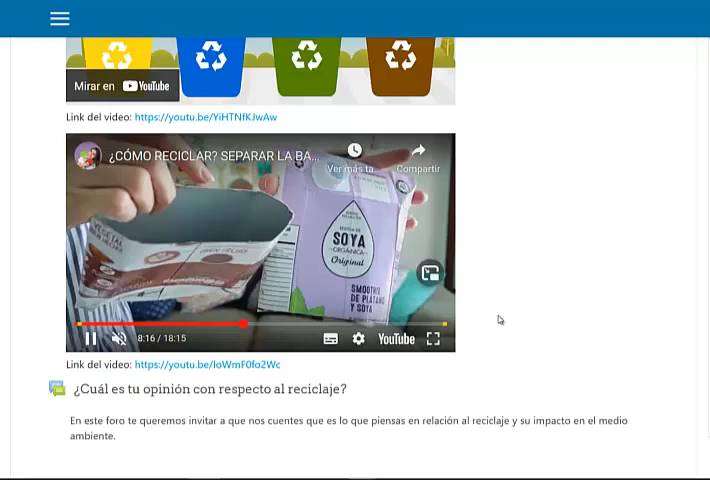 Mirar en YouTube
Link del video: https://youtu.be/YiHTNfKJwAw
¿CÓMO RECICLAR? SEPARAR LA BA...
Ver más ta...
Compartir
SOYA
ORGÁNICA
Original
SMOOTHIE
DE PLÁTANO
Y SOYA
8:16 / 18:15
YouTube
Link del video: https://youtu.be/IoWmF0fo2Wc
¿Cuál es tu opinión con respecto al reciclaje?
En este foro te queremos invitar a que nos cuentes que es lo que piensas en relación al reciclaje y su impacto en el medio
ambiente.